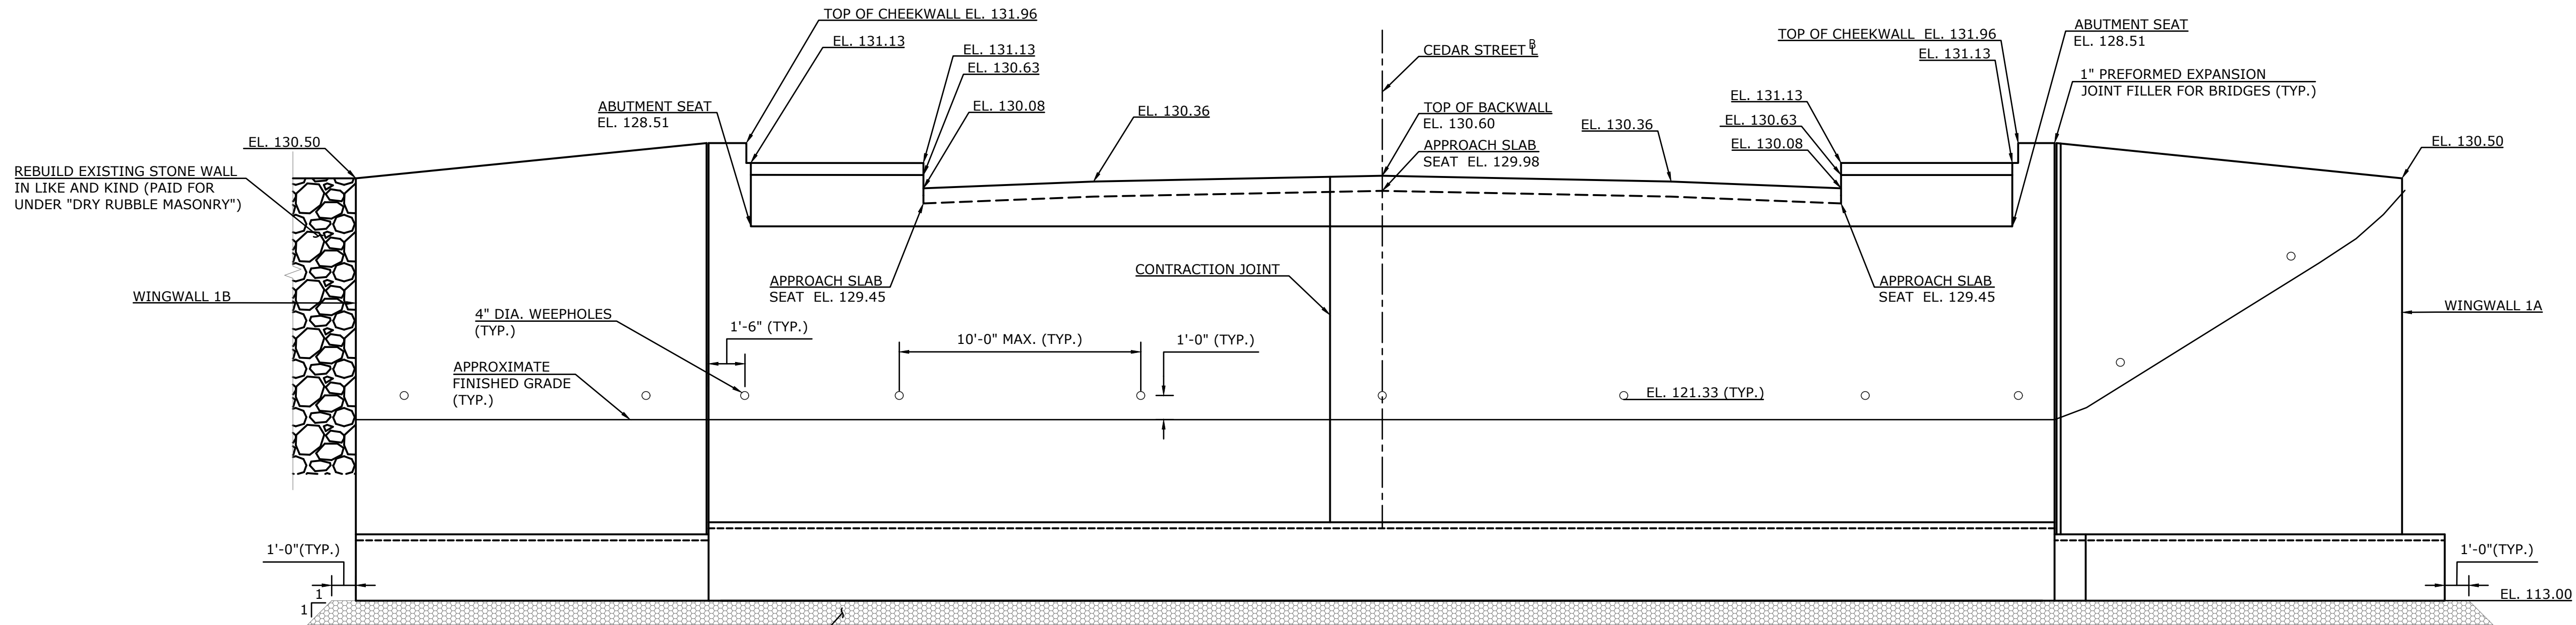 TOP OF CHEEKWALL EL. 131.96
EL. 131.13
EL. 131.13
EL. 130.63
EL. 130.08
ABUTMENT SEAT
EL. 128.51
EL. 130.50
REBUILD EXISTING STONE WALL
IN LIKE AND KIND (PAID FOR
UNDER "DRY RUBBLE MASONRY")
EL. 130.36
CEDAR STREET BL
TOP OF BACKWALL
EL. 130.60
APPROACH SLAB
SEAT EL. 129.98
EL. 130.36
TOP OF CHEEKWALL EL. 131.96
EL. 131.13
EL. 131.13
EL. 130.63
EL. 130.08
ABUTMENT SEAT
EL. 128.51
1" PREFORMED EXPANSION
JOINT FILLER FOR BRIDGES (TYP.)
EL. 130.50
WINGWALL 1B
APPROACH SLAB
SEAT EL. 129.45
CONTRACTION JOINT
APPROACH SLAB
SEAT EL. 129.45
WINGWALL 1A
4" DIA. WEEPHOLES
(TYP.)
1'-6" (TYP.)
10'-0" MAX. (TYP.)
1'-0" (TYP.)
APPROXIMATE
FINISHED GRADE
(TYP.)
EL. 121.33 (TYP.)
1'-0"(TYP.)
1
1
1'-0"(TYP.)
EL. 113.00